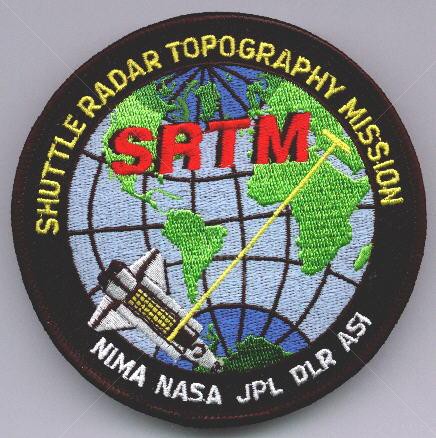 SHUTTLE RADAR TOPOGRAPHY MISSION
SRTM
NIMA NASA JPL DLR ASI